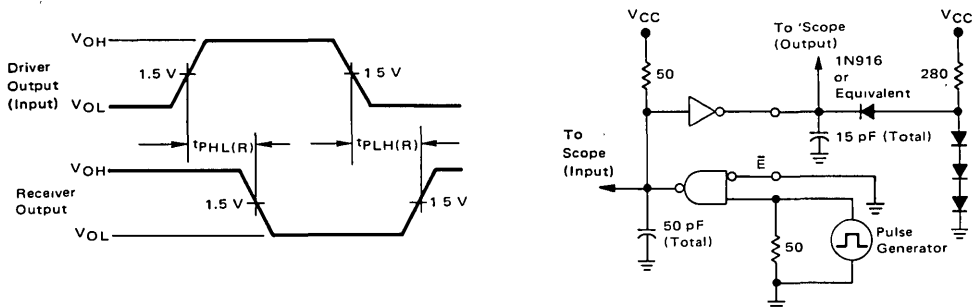 VOH
Driver
Output
(Input)
1.5 V
1 5 V
VOL
tPHL(R)
tPLH(R)
VOH
Receiver
Output
1.5 V
1 5 V
VOL
VCC
50
To 'Scope
(Output)
1N916
or
Equivalent
VCC
280
15 pF (Total)
To
Scope
(Input)
E̅
50 pF
(Total)
50
Pulse
Generator